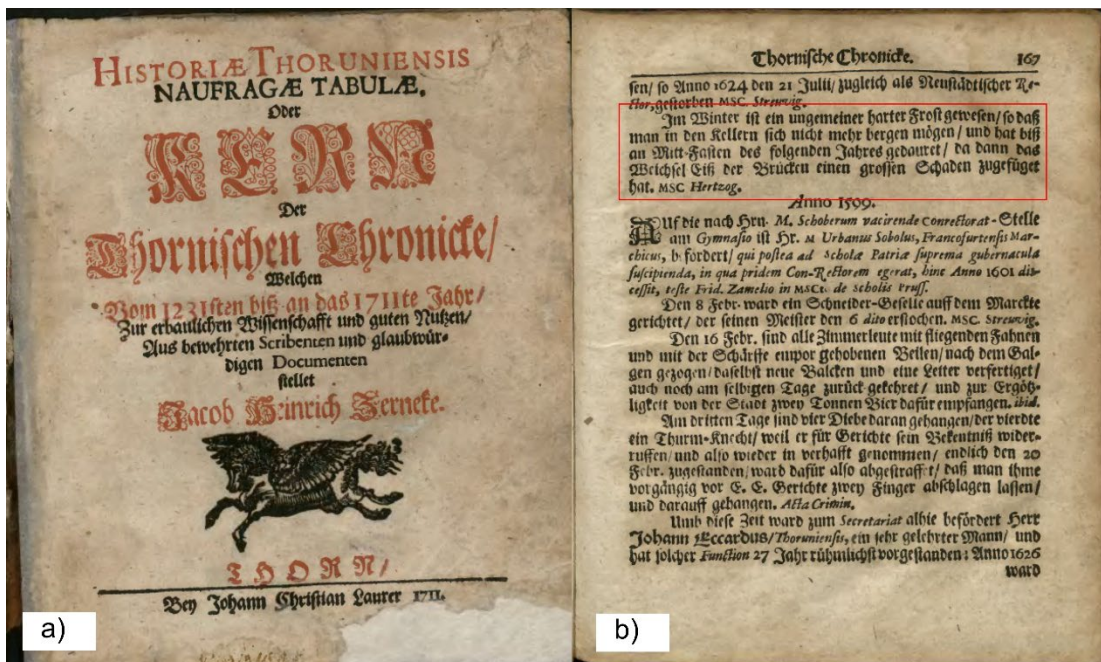 HISTORIÆ THORUNIENSIS
NAUFRAGÆ TABULÆ.
Oder
KERN
Der
Thornischen Chronicke/
Welchen
Vom 1231sten biß an das 1711te Jahr/
Zur erbaulichen Wissenschafft und guten Nutzen/
Aus bewehrten Scribenten und glaubwür-
digen Documenten
stellet
Jacob Heinrich Zerneke.
THORN/
Bey Johann Christian Laurer 1711.
a)
Thornische Chronicke. 167
sen/ so Anno 1624 den 21 Julii/ zugleich als Neustädtischer Re-
ctor, gestorben MSC. Streuvig.
Im Winter ist ein ungemeiner harter Frost gewesen/ so daß
man in den Kellern sich nicht mehr bergen mögen/ und hat biß
an Mitt-Fasten des folgenden Jahres gedauret/ da dann das
Weichsel Eiß der Brücken einen grossen Schaden zugefüget
hat. MSC Hertzog.
Anno 1509.
AUf die nach Hrn. M. Schoberum vacirende Conrectorat-Stelle
am Gymnasio ist Hr. M Urbanus Sobolus, Francofurtensis Mar-
chicus, befördert/ qui postea ad Scholæ Patriæ suprema gubernacula
suscipienda, in qua pridem Con-Rectorem egerat, hinc Anno 1601 dis-
cessit, teste Frid. Zamelio in MSCt. de Scholis Pruss.
Den 8 Febr. ward ein Schneider-Geselle auff dem Marckte
gerichtet/ der seinen Meister den 6 dito erstochen. MSC. Streuvig.
Den 16 Febr. sind alle Zimmerleute mit fliegenden Fahnen
und mit der Schärffe empor gehobenen Beilen/ nach dem Gal-
gen gezogen/ daselbst neue Balcken und eine Leiter verfertiget/
auch noch am selbigen Tage zurück gekehret/ und zur Ergötz-
ligkeit von der Stadt zwey Tonnen Bier dafür empfangen. ibid.
Am dritten Tage sind vier Diebe daran gehangen/ der vierdte
ein Thurm-Knecht/ weil er für Gerichte sein Bekentniß wider-
ruffen/ und also wieder in verhafft genommen/ endlich den 20
Febr. zugestanden/ ward dafür also abgestraffet/ daß man ihme
vorgängig vor E. E. Gerichte zwey Finger abschlagen lassen/
und darauff gehangen. Acta Crimin.
Umb diese Zeit ward zum Secretariat alhie befördert Herr
Johann Eccardus/ Thoruniensis, ein sehr gelehrter Mann/ und
hat solcher Function 27 Jahr rühmlichst vorgestanden: Anno 1626
ward
b)